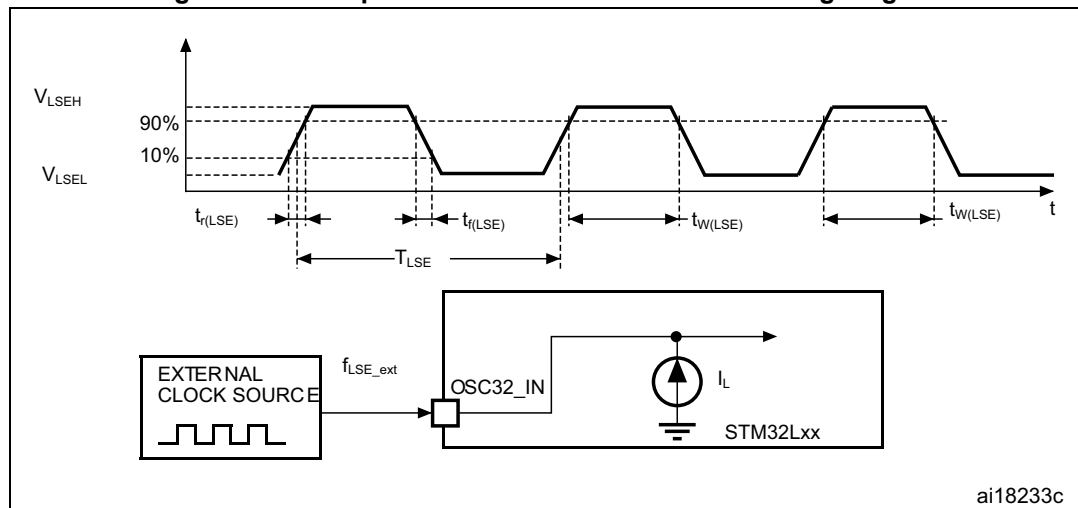 V_LSEH
90%
10%
V_LSEL
t_r(LSE)
t_f(LSE)
t_W(LSE)
t_W(LSE)
t
T_LSE
EXTERNAL
CLOCK SOURCE
f_LSE_ext
OSC32_IN
I_L
STM32Lxx
ai18233c